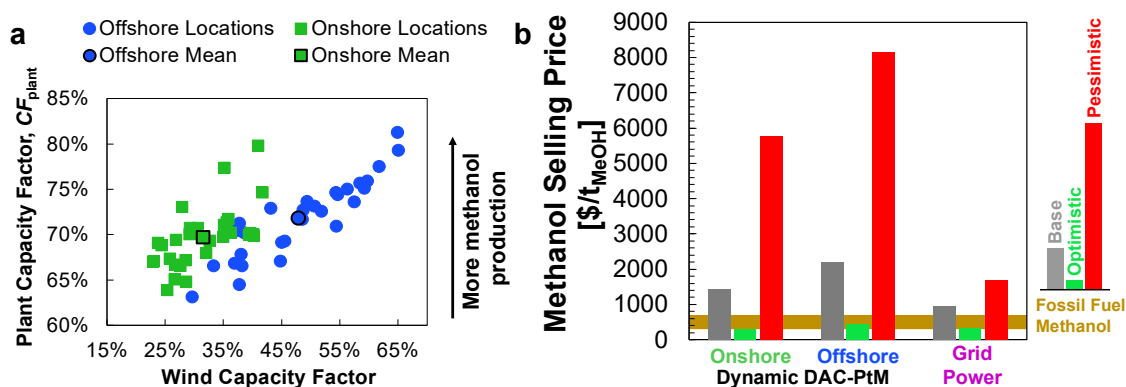 a
Offshore Locations
Onshore Locations
Offshore Mean
Onshore Mean
Plant Capacity Factor, CF_plant
85%
80%
75%
70%
65%
60%
15%
25%
35%
45%
55%
65%
Wind Capacity Factor
More methanol
production
b
Methanol Selling Price
[$/t_MeOH]
9000
8000
7000
6000
5000
4000
3000
2000
1000
0
Onshore
Offshore
Grid
Power
Dynamic DAC-PtM
Base
Optimistic
Pessimistic
Fossil Fuel
Methanol